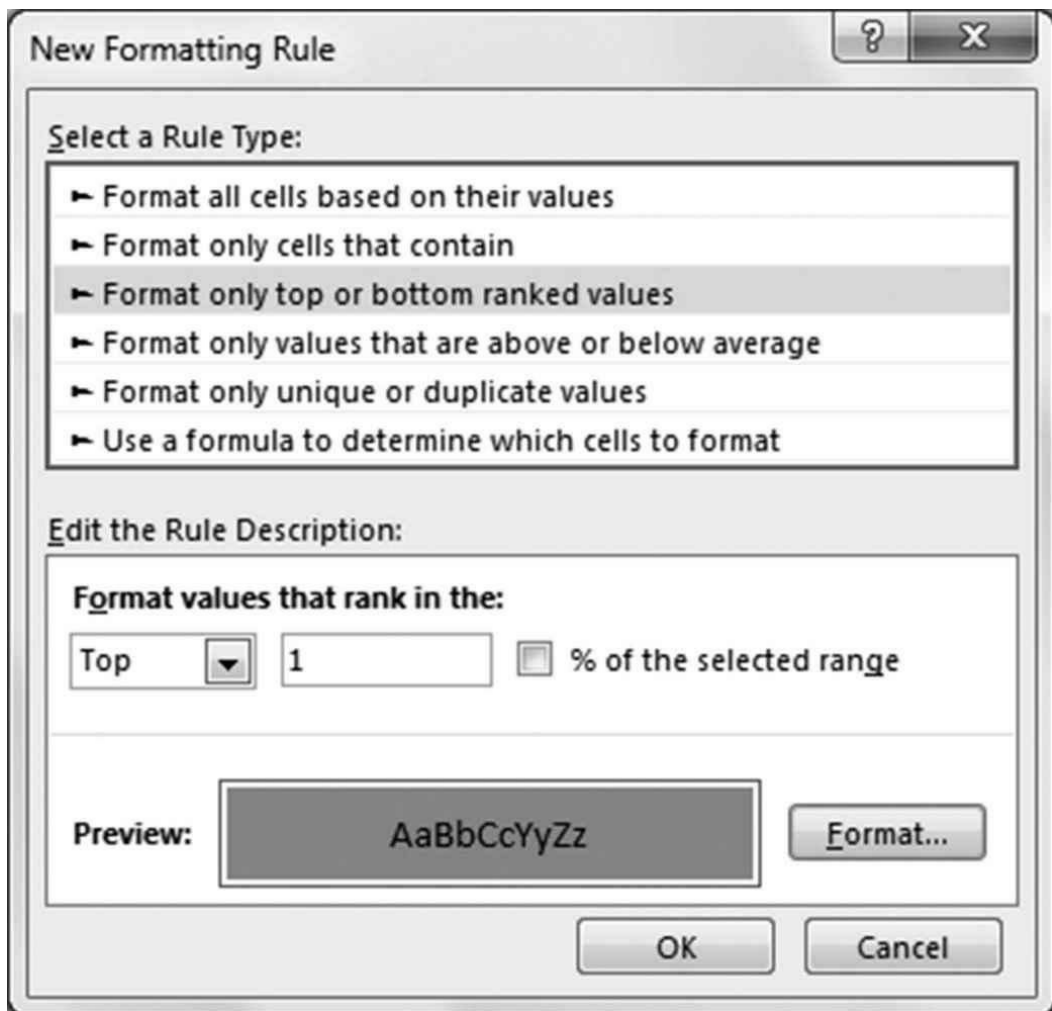 New Formatting Rule
?
X
Select a Rule Type:
► Format all cells based on their values
► Format only cells that contain
► Format only top or bottom ranked values
► Format only values that are above or below average
► Format only unique or duplicate values
► Use a formula to determine which cells to format
Edit the Rule Description:
Format values that rank in the:
Top 1 % of the selected range
Preview: AaBbCcYyZz Format...
OK Cancel